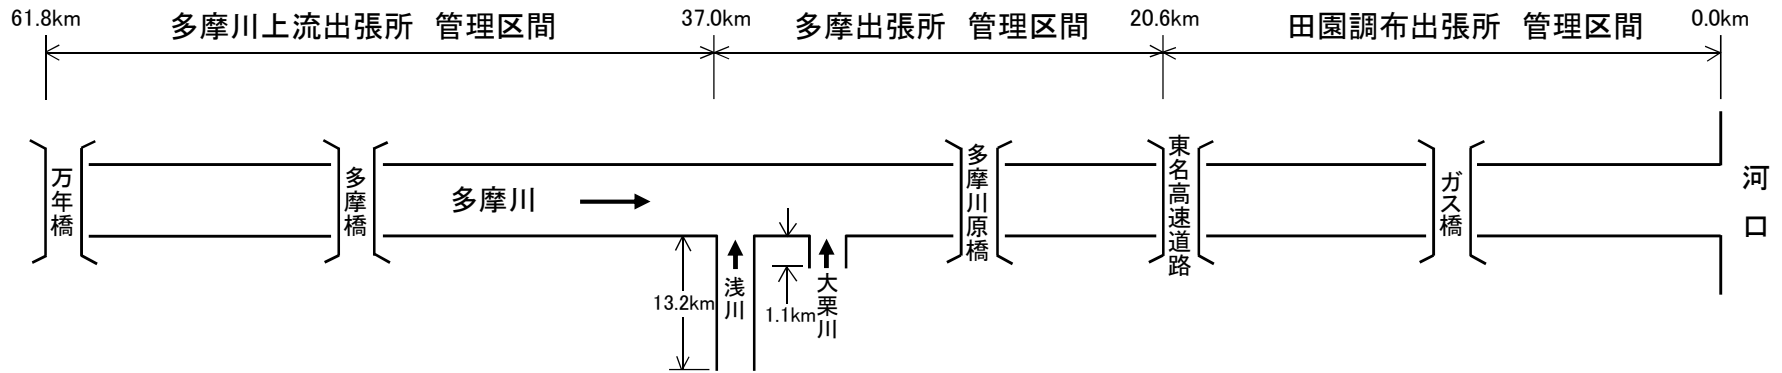 61.8km
多摩川上流出張所 管理区間
37.0km
多摩出張所 管理区間
20.6km
田園調布出張所 管理区間
0.0km
万年橋
多摩橋
多摩川
多摩川原橋
東名高速道路
ガス橋
河口
13.2km
浅川
1.1km
大栗川